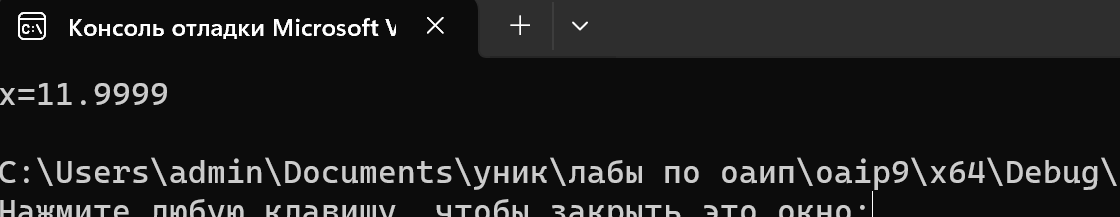 Консоль отладки Microsoft V
x=11.9999
C:\Users\admin\Documents\уник\лабы по оаип\oaip9\x64\Debug\
Нажмите любую клавишу, чтобы закрыть это окно: